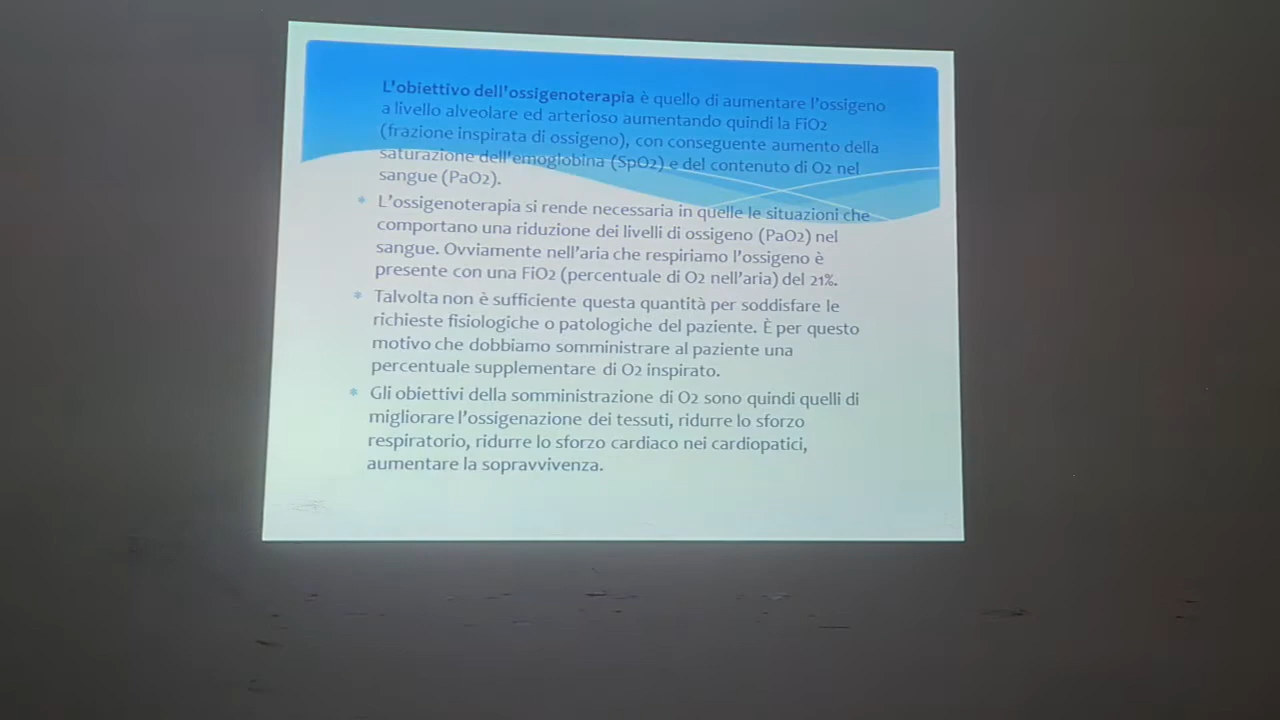 L'obiettivo dell'ossigenoterapia è quello di aumentare l'ossigeno
a livello alveolare ed arterioso aumentando quindi la FiO2
(frazione inspirata di ossigeno), con conseguente aumento della
saturazione dell'emoglobina (SpO2) e del contenuto di O2 nel
sangue (PaO2).
* L'ossigenoterapia si rende necessaria in quelle le situazioni che
comportano una riduzione dei livelli di ossigeno (PaO2) nel
sangue. Ovviamente nell'aria che respiriamo l'ossigeno è
presente con una FiO2 (percentuale di O2 nell'aria) del 21%.
* Talvolta non è sufficiente questa quantità per soddisfare le
richieste fisiologiche o patologiche del paziente. È per questo
motivo che dobbiamo somministrare al paziente una
percentuale supplementare di O2 inspirato.
* Gli obiettivi della somministrazione di O2 sono quindi quelli di
migliorare l'ossigenazione dei tessuti, ridurre lo sforzo
respiratorio, ridurre lo sforzo cardiaco nei cardiopatici,
aumentare la sopravvivenza.